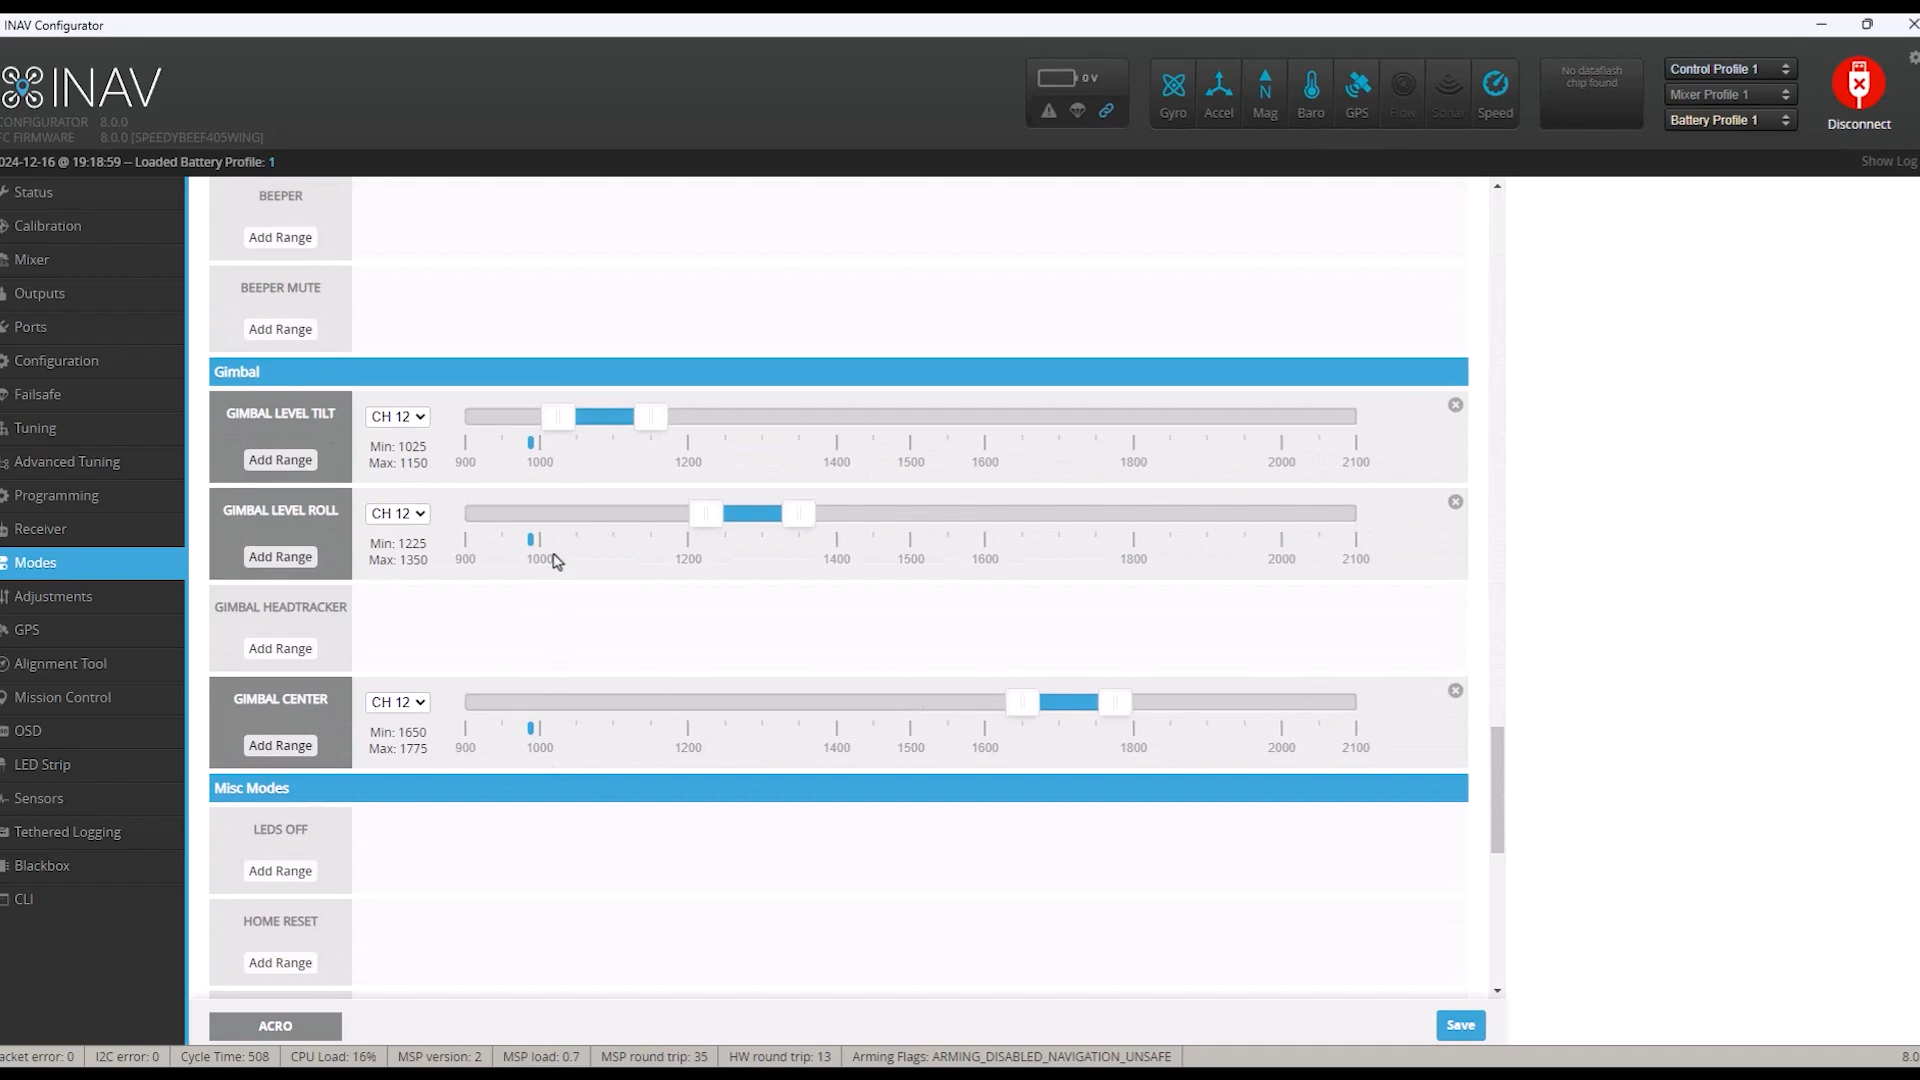 INAV Configurator
INAV
CONFIGURATOR 8.0.0
FC FIRMWARE 8.0.0 [SPEEDYBEEF405WING]
0 V
Gyro Accel Mag Baro GPS Flow Sonar Speed
No dataflash
chip found
Control Profile 1
Mixer Profile 1
Battery Profile 1
Disconnect
024-12-16 @ 19:18:59 -- Loaded Battery Profile: 1
Show Log
Status
Calibration
Mixer
Outputs
Ports
Configuration
Failsafe
Tuning
Advanced Tuning
Programming
Receiver
Modes
Adjustments
GPS
Alignment Tool
Mission Control
OSD
LED Strip
Sensors
Tethered Logging
Blackbox
CLI
BEEPER
Add Range
BEEPER MUTE
Add Range
Gimbal
GIMBAL LEVEL TILT
Add Range
CH 12
Min: 1025
Max: 1150
900 1000 1200 1400 1500 1600 1800 2000 2100
GIMBAL LEVEL ROLL
Add Range
CH 12
Min: 1225
Max: 1350
900 1000 1200 1400 1500 1600 1800 2000 2100
GIMBAL HEADTRACKER
Add Range
GIMBAL CENTER
Add Range
CH 12
Min: 1650
Max: 1775
900 1000 1200 1400 1500 1600 1800 2000 2100
Misc Modes
LEDS OFF
Add Range
HOME RESET
Add Range
ACRO
Save
acket error: 0 I2C error: 0 Cycle Time: 508 CPU Load: 16% MSP version: 2 MSP load: 0.7 MSP round trip: 35 HW round trip: 13 Arming Flags: ARMING_DISABLED_NAVIGATION_UNSAFE 8.0